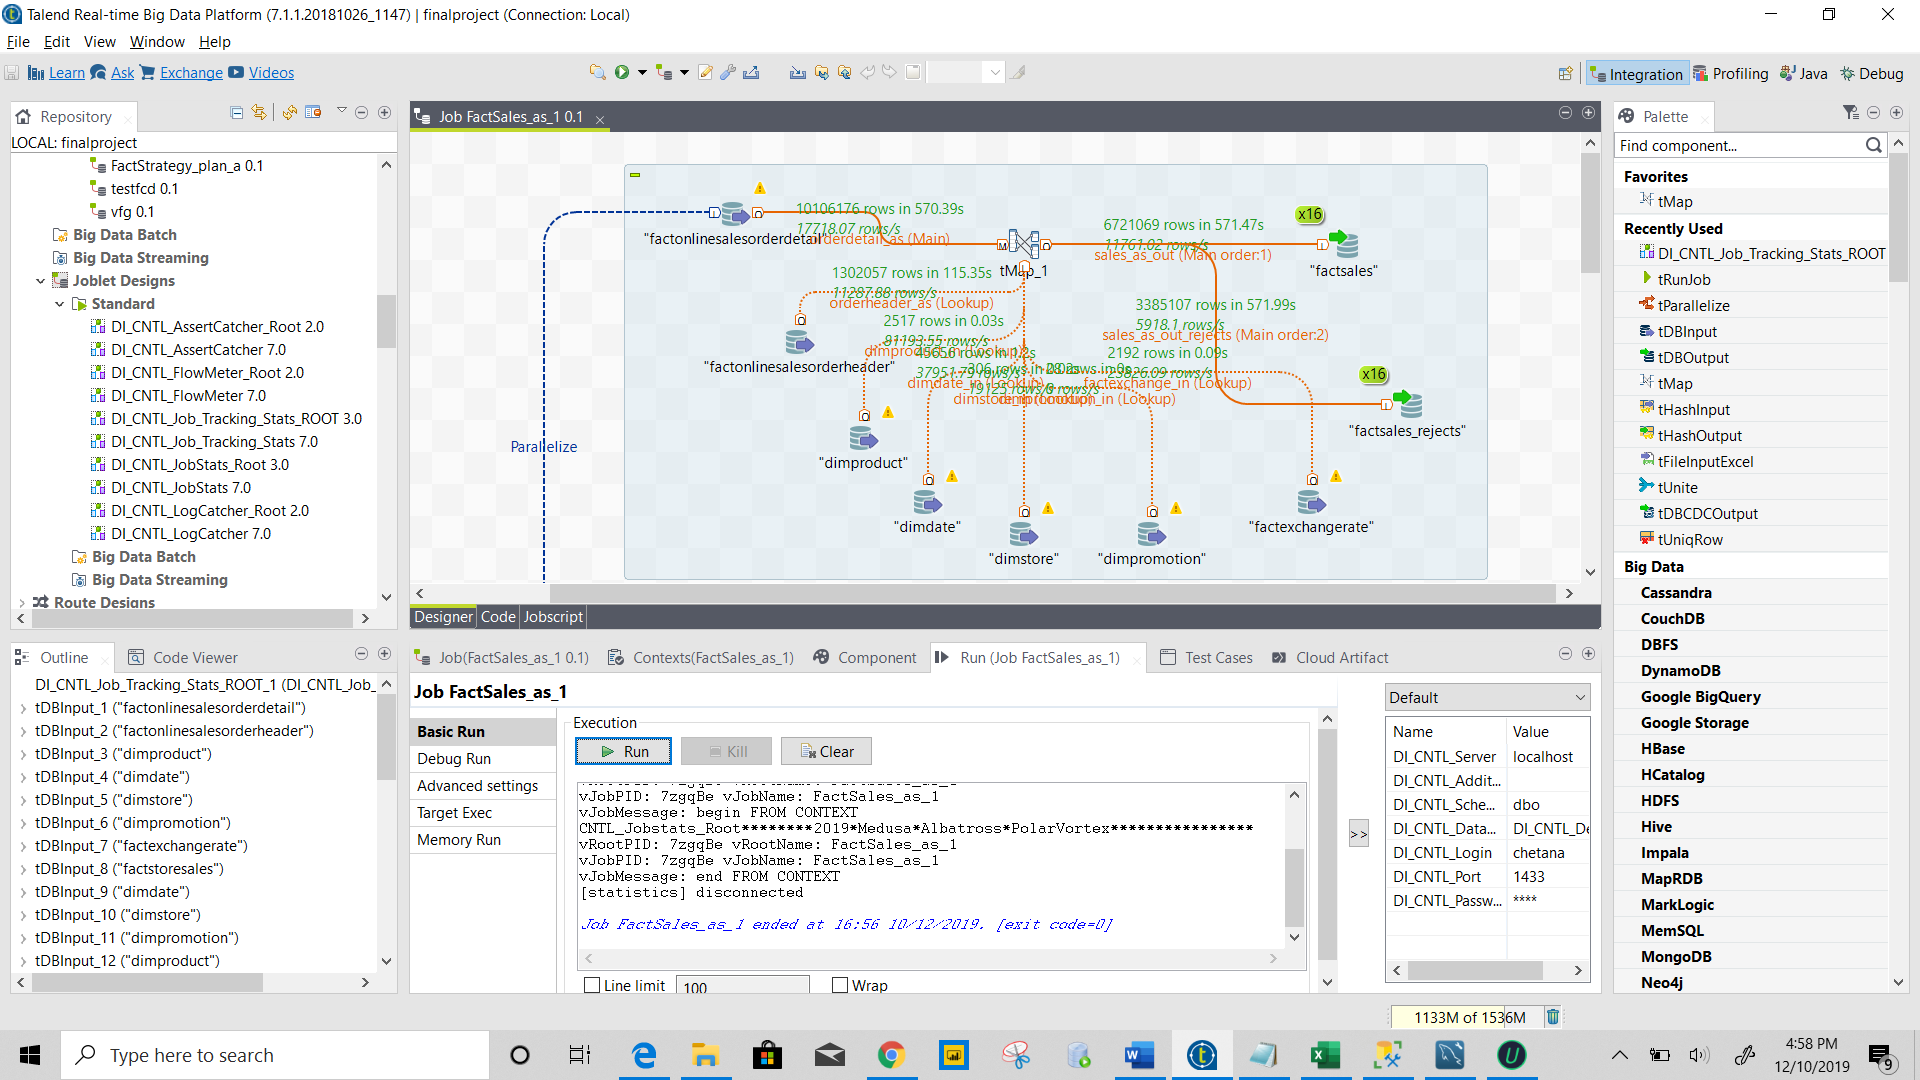 Talend Real-time Big Data Platform (7.1.1.20181026_1147) | finalproject (Connection: Local)
File Edit View Window Help
Learn Ask Exchange Videos
Integration Profiling Java Debug
Repository
LOCAL: finalproject
FactStrategy_plan_a 0.1
testfcd 0.1
vfg 0.1
Big Data Batch
Big Data Streaming
Joblet Designs
Standard
DI_CNTL_AssertCatcher_Root 2.0
DI_CNTL_AssertCatcher 7.0
DI_CNTL_FlowMeter_Root 2.0
DI_CNTL_FlowMeter 7.0
DI_CNTL_Job_Tracking_Stats_ROOT 3.0
DI_CNTL_Job_Tracking_Stats 7.0
DI_CNTL_JobStats_Root 3.0
DI_CNTL_JobStats 7.0
DI_CNTL_LogCatcher_Root 2.0
DI_CNTL_LogCatcher 7.0
Big Data Batch
Big Data Streaming
Route Designs
Job FactSales_as_1 0.1
10106176 rows in 570.39s
17718.07 rows/s
orderdetail_as (Main)
"factonlinesalesorderdetail"
6721069 rows in 571.47s
11761.02 rows/s
sales_as_out (Main order:1)
x16
"factsales"
tMap_1
1302057 rows in 115.35s
11287.88 rows/s
orderheader_as (Lookup)
"factonlinesalesorderheader"
3385107 rows in 571.99s
5918.1 rows/s
sales_as_out_rejects (Main order:2)
x16
"factsales_rejects"
2517 rows in 0.03s
81193.55 rows/s
dimproduct_in (Lookup)
37951.79 rows/s
dimdate_in (Lookup)
2192 rows in 0.09s
factexchange_in (Lookup)
Parallelize
"dimproduct"
"dimdate"
"dimstore"
"dimpromotion"
"factexchangerate"
Designer Code Jobscript
Palette
Find component...
Favorites
tMap
Recently Used
DI_CNTL_Job_Tracking_Stats_ROOT
tRunJob
tParallelize
tDBInput
tDBOutput
tMap
tHashInput
tHashOutput
tFileInputExcel
tUnite
tDBCDCOutput
tUniqRow
Big Data
Cassandra
CouchDB
DBFS
DynamoDB
Google BigQuery
Google Storage
HBase
HCatalog
HDFS
Hive
Impala
MapRDB
MarkLogic
MemSQL
MongoDB
Neo4j
Outline Code Viewer
DI_CNTL_Job_Tracking_Stats_ROOT_1 (DI_CNTL_Job_
tDBInput_1 ("factonlinesalesorderdetail")
tDBInput_2 ("factonlinesalesorderheader")
tDBInput_3 ("dimproduct")
tDBInput_4 ("dimdate")
tDBInput_5 ("dimstore")
tDBInput_6 ("dimpromotion")
tDBInput_7 ("factexchangerate")
tDBInput_8 ("factstoresales")
tDBInput_9 ("dimdate")
tDBInput_10 ("dimstore")
tDBInput_11 ("dimpromotion")
tDBInput_12 ("dimproduct")
Job(FactSales_as_1 0.1) Contexts(FactSales_as_1) Component Run (Job FactSales_as_1) Test Cases Cloud Artifact
Job FactSales_as_1
Basic Run
Debug Run
Advanced settings
Target Exec
Memory Run
Execution
Run Kill Clear
vJobPID: 7zgqBe vJobName: FactSales_as_1
vJobMessage: begin FROM CONTEXT
CNTL_Jobstats_Root********2019*Medusa*Albatross*PolarVortex****************
vRootPID: 7zgqBe vRootName: FactSales_as_1
vJobPID: 7zgqBe vJobName: FactSales_as_1
vJobMessage: end FROM CONTEXT
[statistics] disconnected
Job FactSales_as_1 ended at 16:56 10/12/2019. [exit code=0]
Line limit 100 Wrap
>>
Default
Name Value
DI_CNTL_Server localhost
DI_CNTL_Addit...
DI_CNTL_Sche... dbo
DI_CNTL_Data... DI_CNTL_De
DI_CNTL_Login chetana
DI_CNTL_Port 1433
DI_CNTL_Passw... ****
1133M of 1536M
Type here to search
4:58 PM
12/10/2019
9